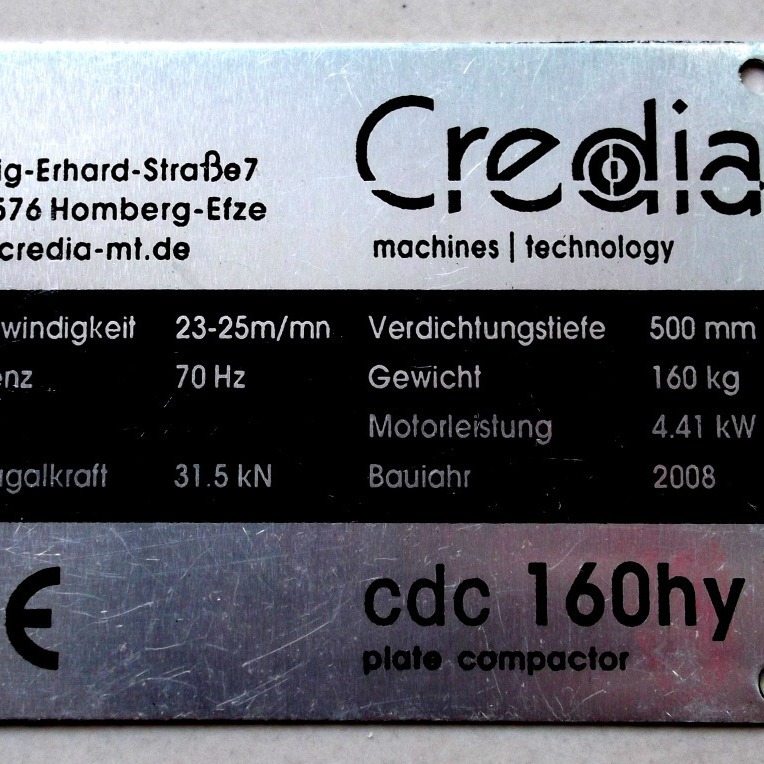 Credia
ig-Erhard-Straße7
576 Homberg-Efze
credia-mt.de
machines | technology
windigkeit 23-25m/mn Verdichtungstiefe 500 mm
enz 70 Hz Gewicht 160 kg
Motorleistung 4.41 kW
galkraft 31.5 kN Baujahr 2008
CE cdc 160hy
plate compactor